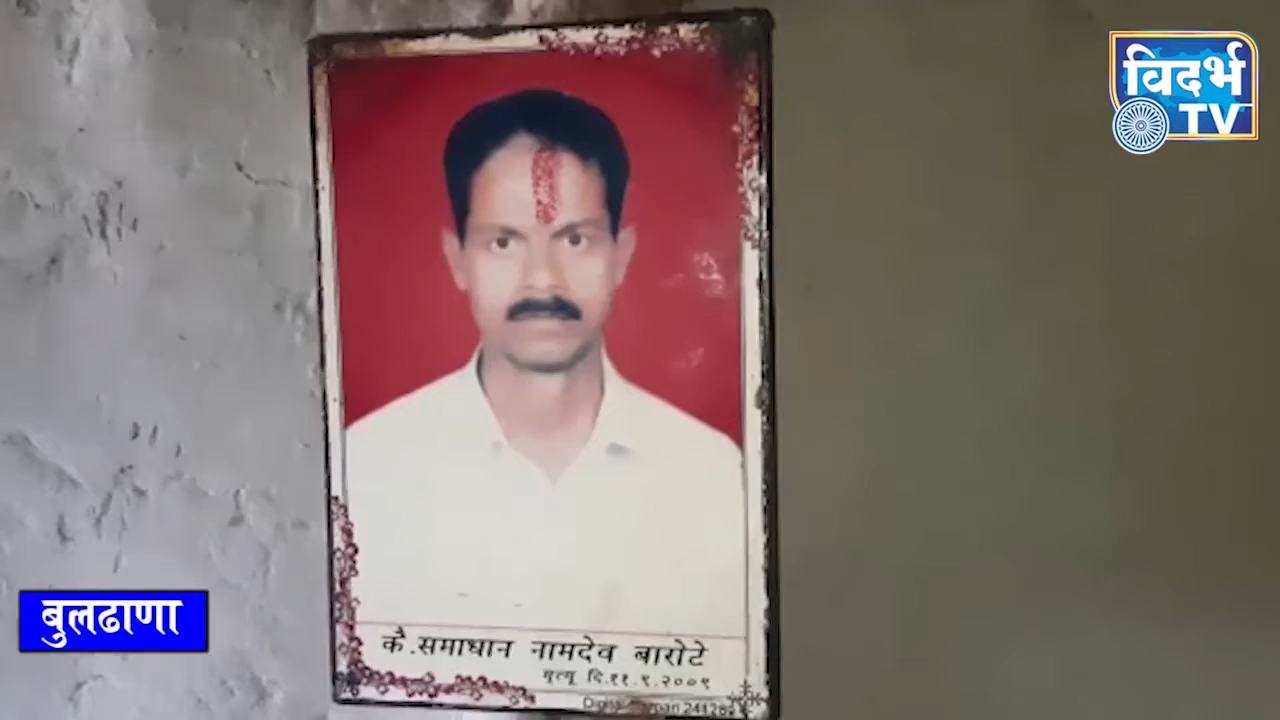 विदर्भ
TV
बुलढाणा
कै.समाधान नामदेव बारोटे
मृत्यू दि.११.९.२००९